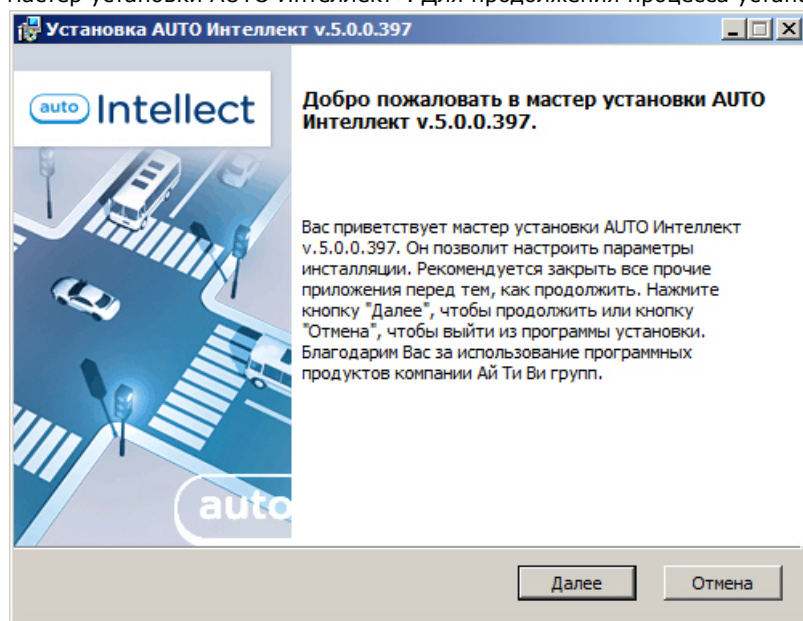 Установка AUTO Интеллект v.5.0.0.397
auto Intellect
Добро пожаловать в мастер установки AUTO
Интеллект v.5.0.0.397.
Вас приветствует мастер установки AUTO Интеллект
v.5.0.0.397. Он позволит настроить параметры
инсталляции. Рекомендуется закрыть все прочие
приложения перед тем, как продолжить. Нажмите
кнопку "Далее", чтобы продолжить или кнопку
"Отмена", чтобы выйти из программы установки.
Благодарим Вас за использование программных
продуктов компании Ай Ти Ви групп.
auto
Далее
Отмена